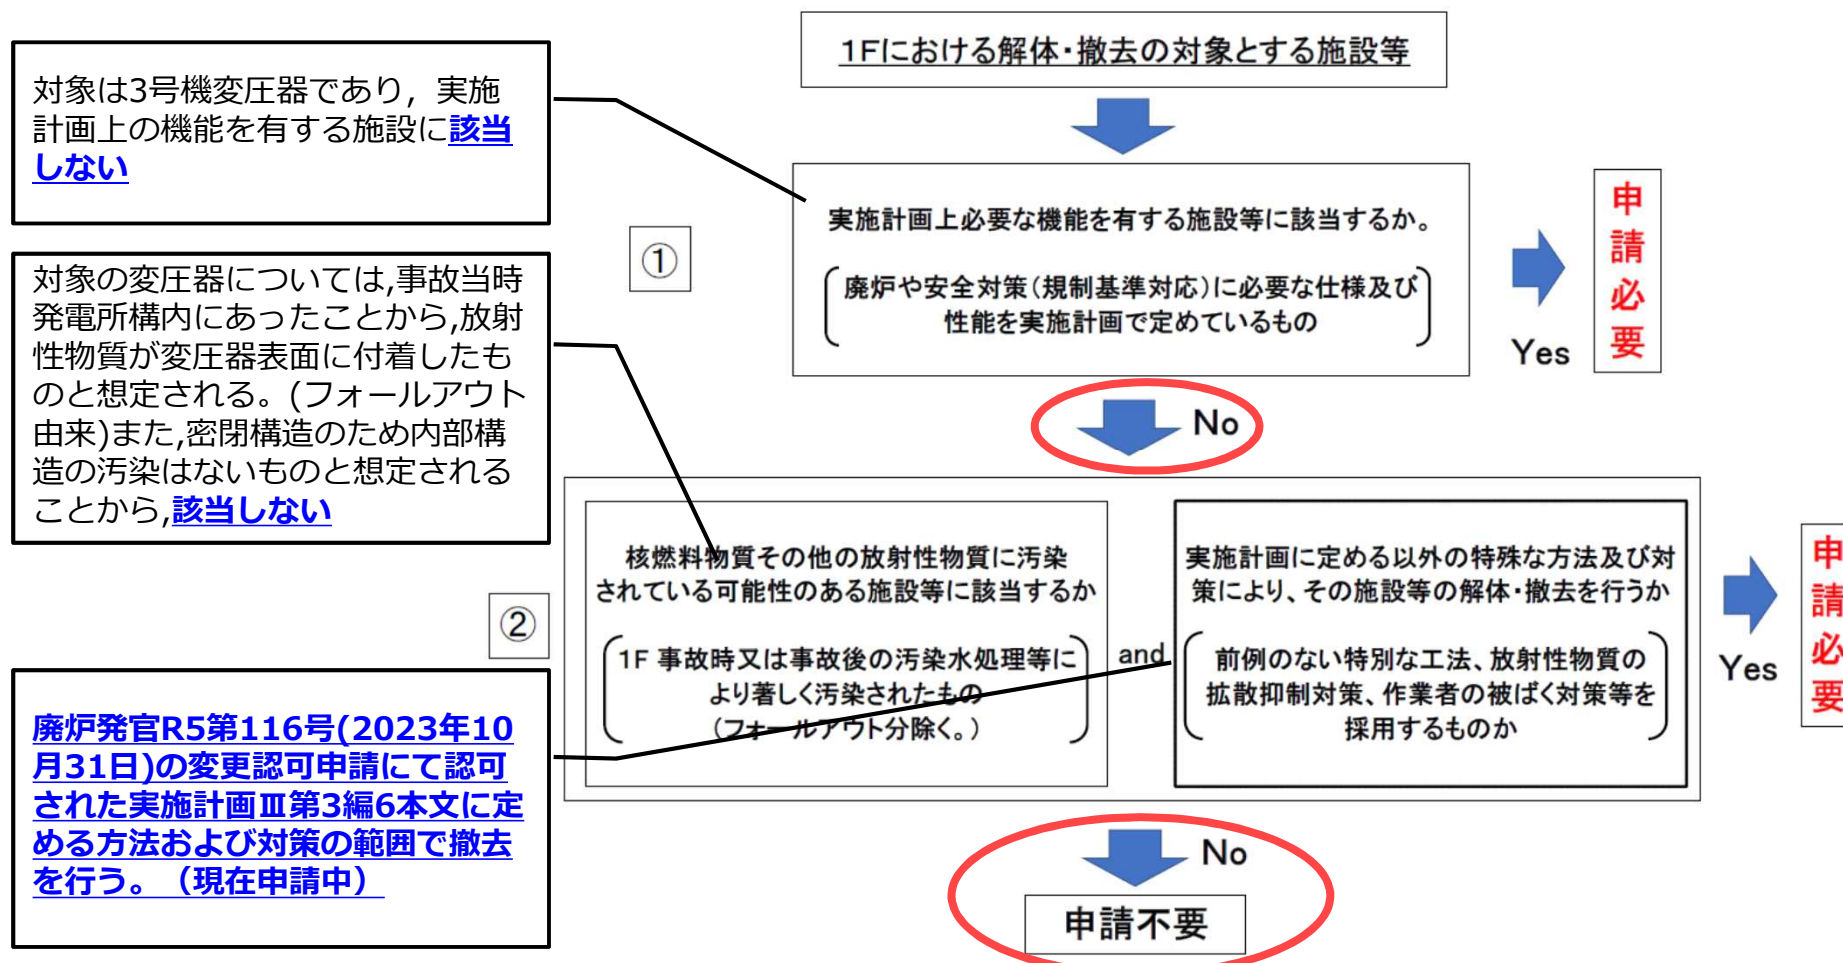 1Fにおける解体・撤去の対象とする施設等
対象は3号機変圧器であり，実施
計画上の機能を有する施設に該当
しない
①
実施計画上必要な機能を有する施設等に該当するか。
廃炉や安全対策（規制基準対応）に必要な仕様及び
性能を実施計画で定めているもの
Yes
申
請
必
要
No
対象の変圧器については,事故当時
発電所構内にあったことから,放射
性物質が変圧器表面に付着したも
のと想定される。(フォールアウト
由来)また,密閉構造のため内部構
造の汚染はないものと想定される
ことから,該当しない
②
核燃料物質その他の放射性物質に汚染
されている可能性のある施設等に該当するか
1F 事故時又は事故後の汚染水処理等に
より著しく汚染されたもの
（フォールアウト分除く。）
and
実施計画に定める以外の特殊な方法及び対
策により、その施設等の解体・撤去を行うか
前例のない特別な工法、放射性物質の
拡散抑制対策、作業者の被ばく対策等を
採用するものか
Yes
申
請
必
要
廃炉発官R5第116号(2023年10
月31日)の変更認可申請にて認可
された実施計画Ⅲ第3編6本文に定
める方法および対策の範囲で撤去
を行う。（現在申請中）
No
申請不要